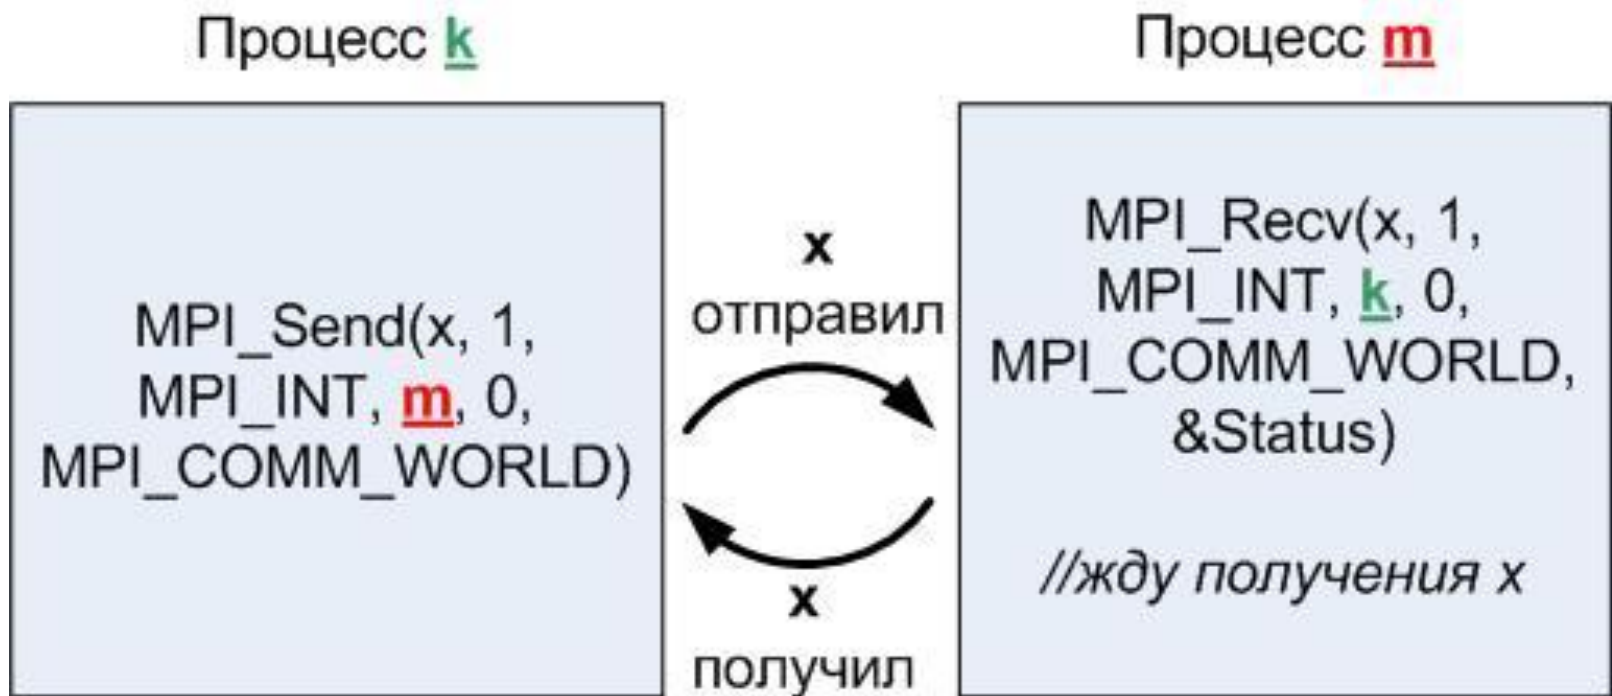 Процесс k
Процесс m
MPI_Send(x, 1,
MPI_INT, m, 0,
MPI_COMM_WORLD)
x
отправил
x
получил
MPI_Recv(x, 1,
MPI_INT, k, 0,
MPI_COMM_WORLD,
&Status)
//жду получения x